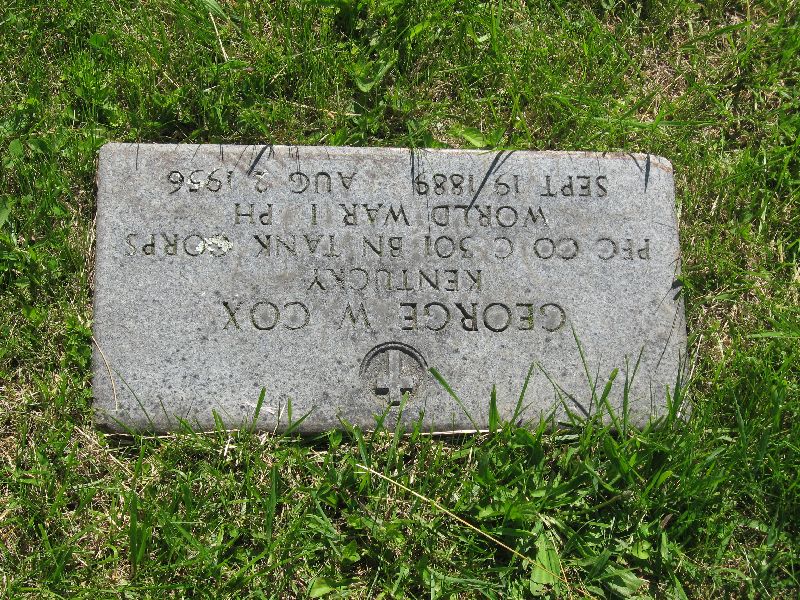 GEORGE W COX
KENTUCKY
PFC CO C 301 BN TANK CORPS
WORLD WAR I PH
SEPT 19 1889 AUG 2 1956